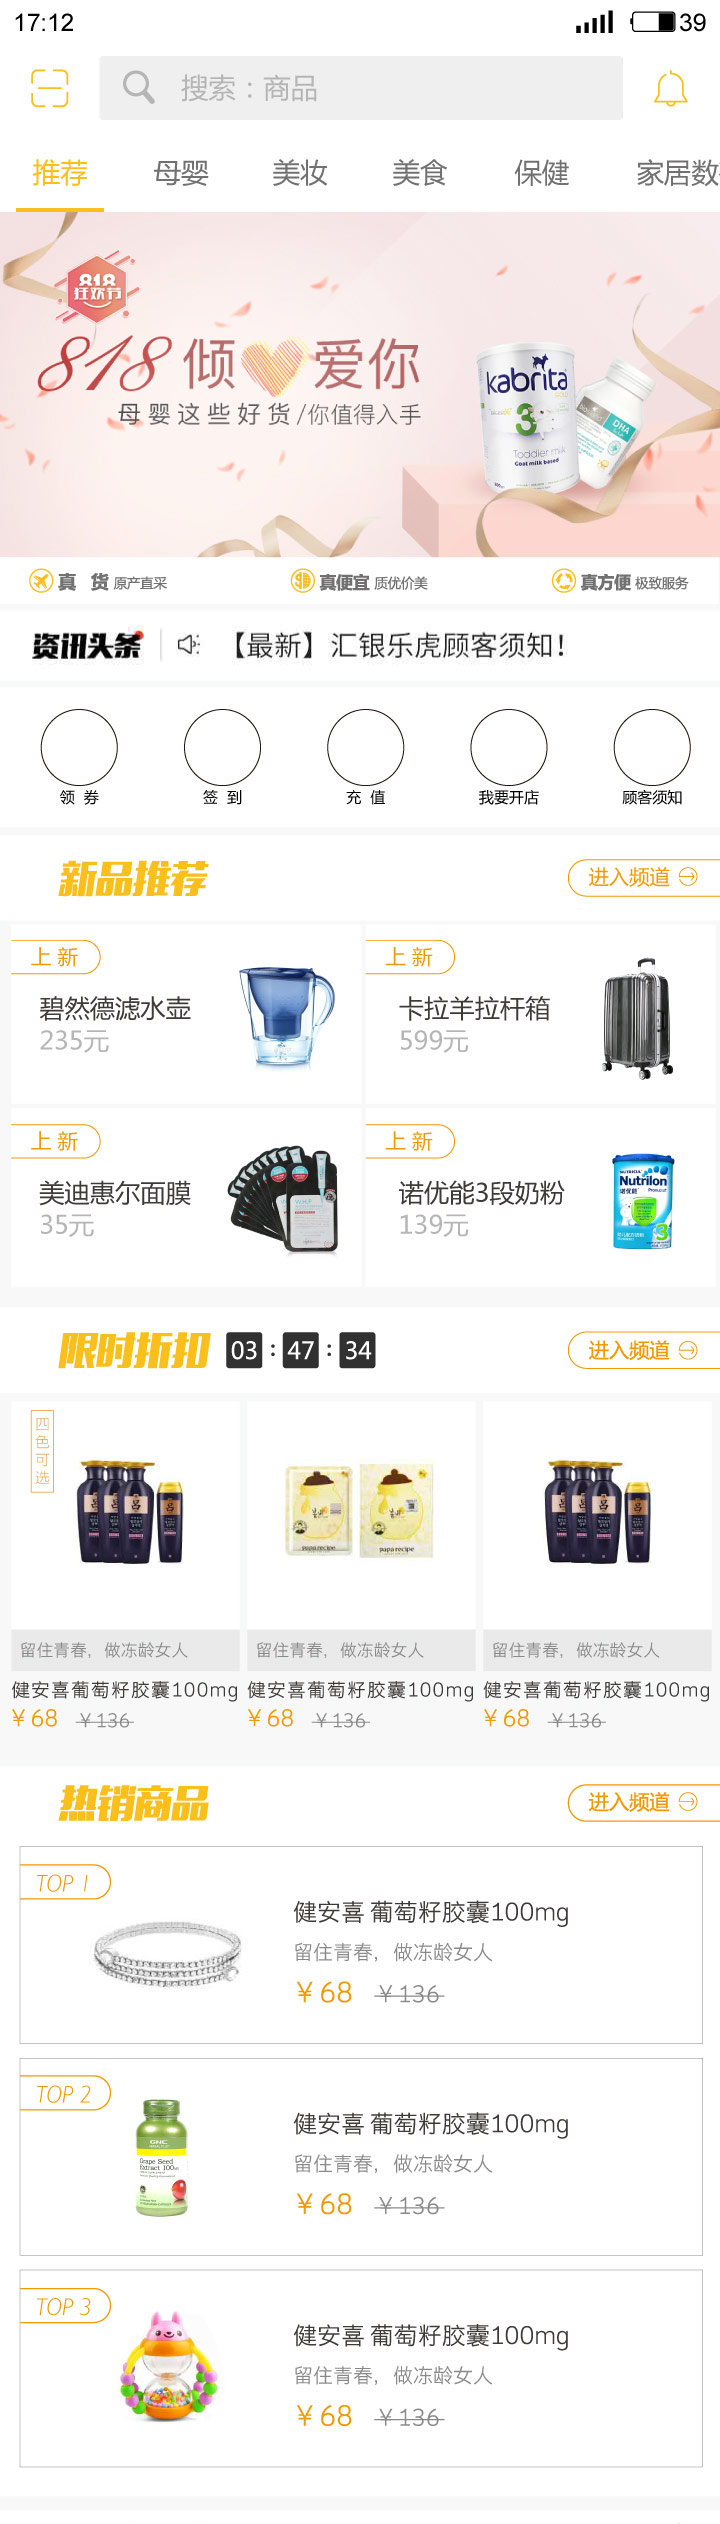 17:12
39
搜索：商品
推荐 母婴 美妆 美食 保健 家居数
818
狂欢节
818 倾 爱你
母婴这些好货/你值得入手
kabrita
3
Toddler milk
Goat milk based
DHA
真 货 原产直采
真便宜 质优价美
真方便 极致服务
资讯头条 【最新】汇银乐虎顾客须知！
领 券 签 到 充 值 我要开店 顾客须知
新品推荐 进入频道
上新
碧然德滤水壶
235元
上新
卡拉羊拉杆箱
599元
上新
美迪惠尔面膜
35元
上新
诺优能3段奶粉
139元
NUTRICIA
Nutrilon
诺优能
3
限时折扣 03 : 47 : 34 进入频道
四色可选
呂
papa recipe
papa recipe
呂
留住青春，做冻龄女人 留住青春，做冻龄女人 留住青春，做冻龄女人
健安喜葡萄籽胶囊100mg 健安喜葡萄籽胶囊100mg 健安喜葡萄籽胶囊100mg
￥68 ￥136 ￥68 ￥136 ￥68 ￥136
热销商品 进入频道
TOP 1
健安喜 葡萄籽胶囊100mg
留住青春，做冻龄女人
￥68 ￥136
TOP 2
GNC
Grape Seed
Extract 100
健安喜 葡萄籽胶囊100mg
留住青春，做冻龄女人
￥68 ￥136
TOP 3
健安喜 葡萄籽胶囊100mg
留住青春，做冻龄女人
￥68 ￥136